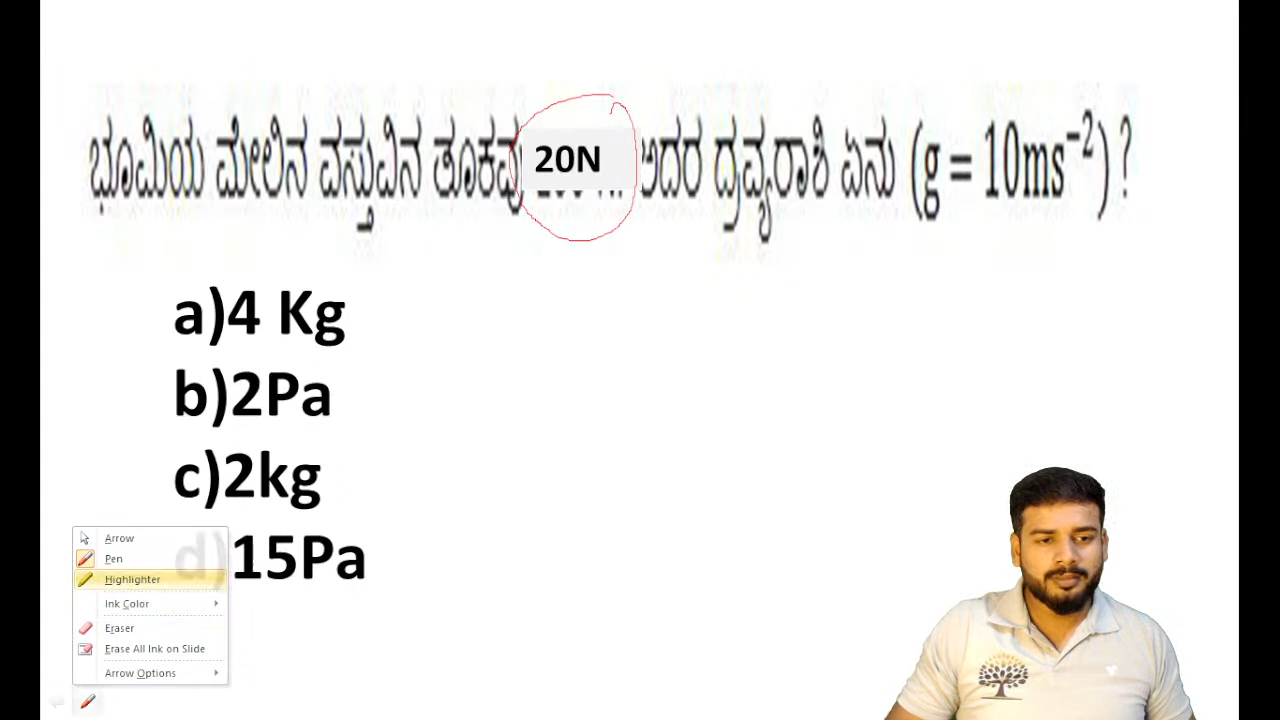 ಭೂಮಿಯ ಮೇಲಿನ ವಸ್ತುವಿನ ತೂಕವು 20N ಅದರ ದ್ರವ್ಯರಾಶಿ ಏನು (g = 10ms⁻²) ?
a)4 Kg
b)2Pa
c)2kg
d)15Pa
Arrow
Pen
Highlighter
Ink Color
Eraser
Erase All Ink on Slide
Arrow Options